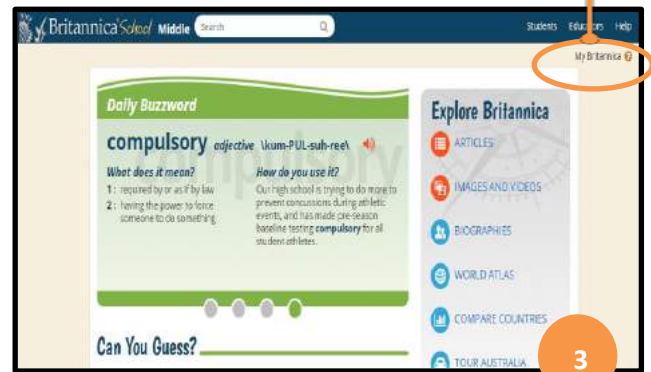 Britannica School Middle Search Students Educators Help
My Britannica ?
Daily Buzzword
compulsory adjective \kum-PUL-suh-ree\
What does it mean?
1 : required by or as if by law
2 : having the power to force
someone to do something
How do you use it?
Our high school is trying to do more to
prevent concussions during athletic
events, and has made pre-season
baseline testing compulsory for all
student athletes.
Can You Guess?
Explore Britannica
ARTICLES
IMAGES AND VIDEOS
BIOGRAPHIES
WORLD ATLAS
COMPARE COUNTRIES
TOUR AUSTRALIA
3